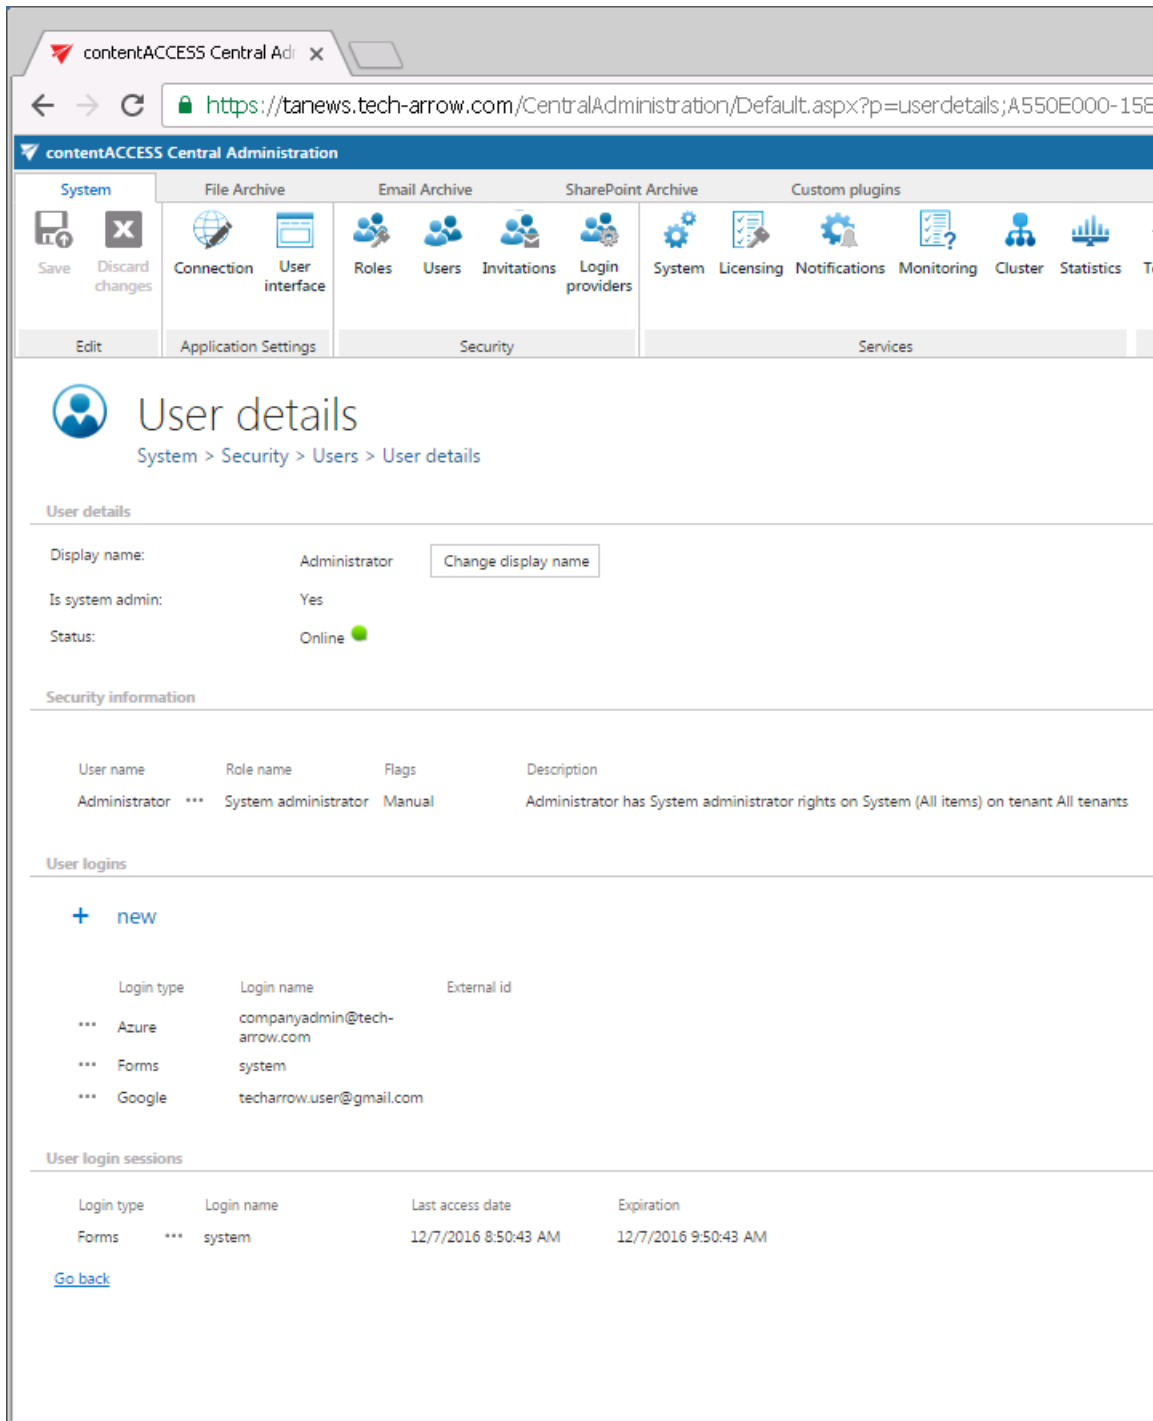 contentACCESS Central Adr
https://tanews.tech-arrow.com/CentralAdministration/Default.aspx?p=userdetails;A550E000-158
contentACCESS Central Administration
System File Archive Email Archive SharePoint Archive Custom plugins
Save Discard changes Connection User interface Roles Users Invitations Login providers System Licensing Notifications Monitoring Cluster Statistics
Edit Application Settings Security Services
User details
System > Security > Users > User details
User details
Display name: Administrator Change display name
Is system admin: Yes
Status: Online
Security information
User name Role name Flags Description
Administrator ••• System administrator Manual Administrator has System administrator rights on System (All items) on tenant All tenants
User logins
+ new
Login type Login name External id
••• Azure companyadmin@tech-arrow.com
••• Forms system
••• Google techarrow.user@gmail.com
User login sessions
Login type Login name Last access date Expiration
Forms ••• system 12/7/2016 8:50:43 AM 12/7/2016 9:50:43 AM
Go back